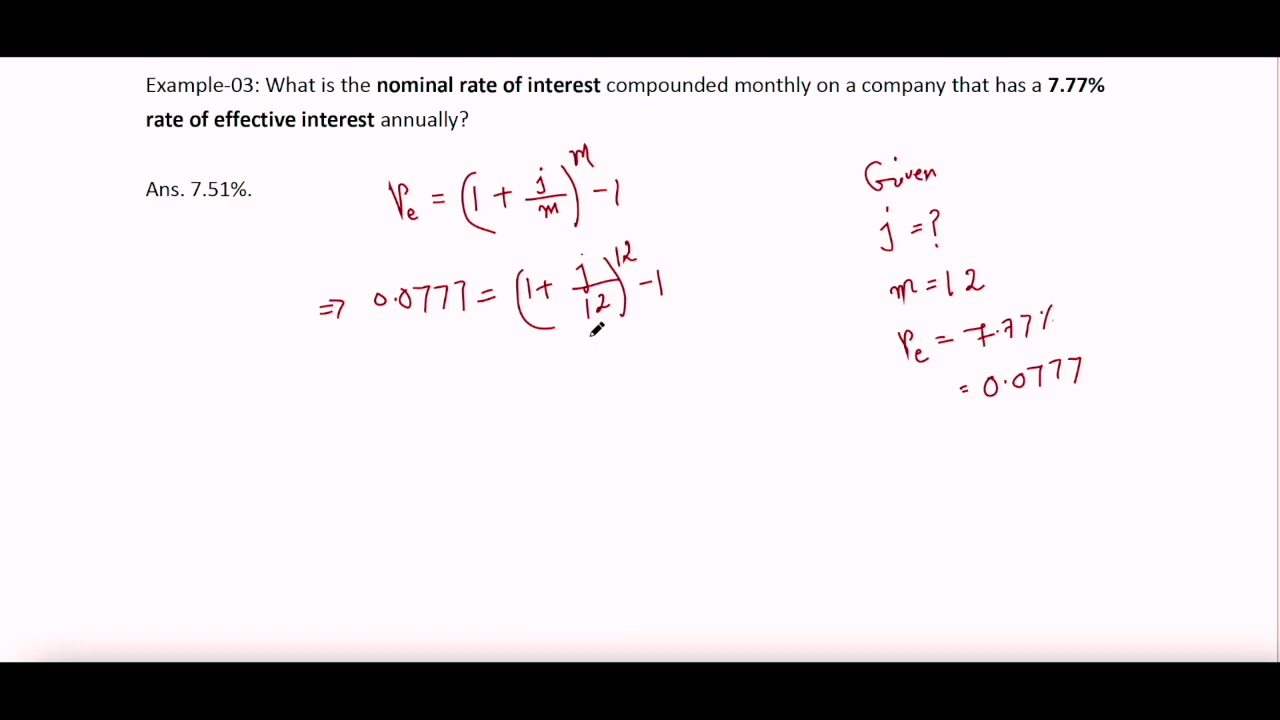 Example-03: What is the nominal rate of interest compounded monthly on a company that has a 7.77%
rate of effective interest annually?
Ans. 7.51%.
r_e = (1 + j/m)^m - 1
⇒ 0.0777 = (1 + j/12)^12 - 1
Given
j = ?
m = 12
r_e = 7.77%
= 0.0777